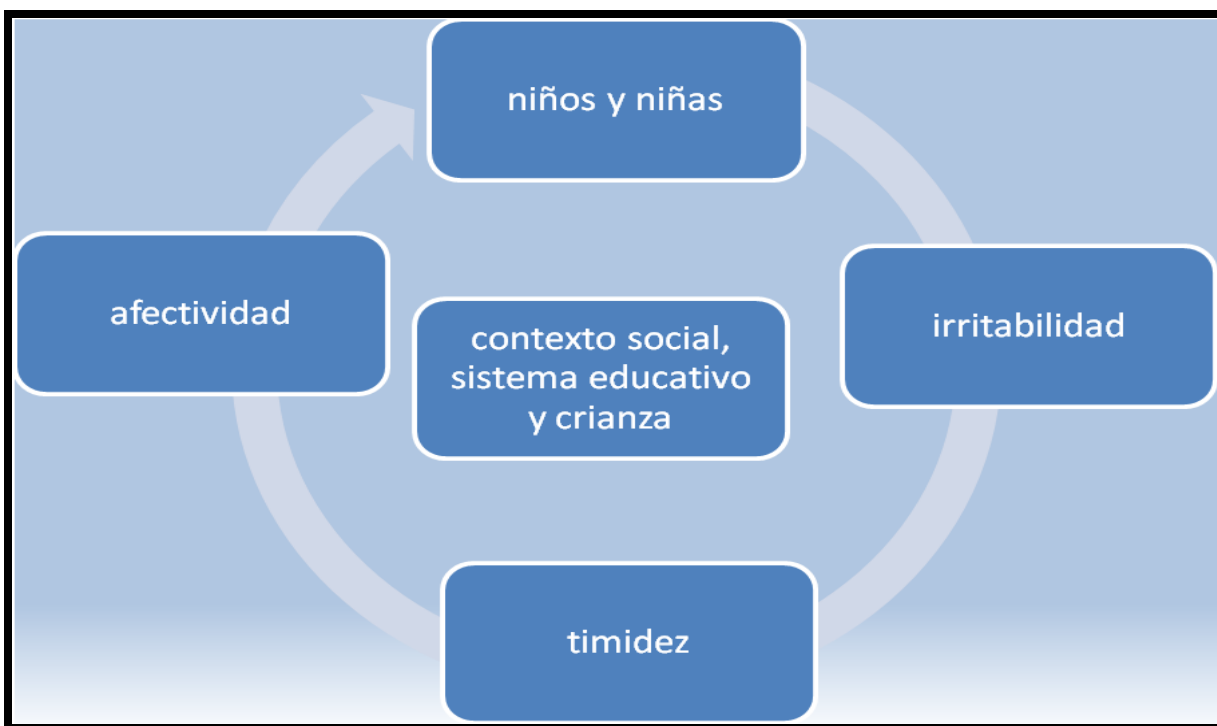 niños y niñas
afectividad
irritabilidad
contexto social,
sistema educativo
y crianza
timidez